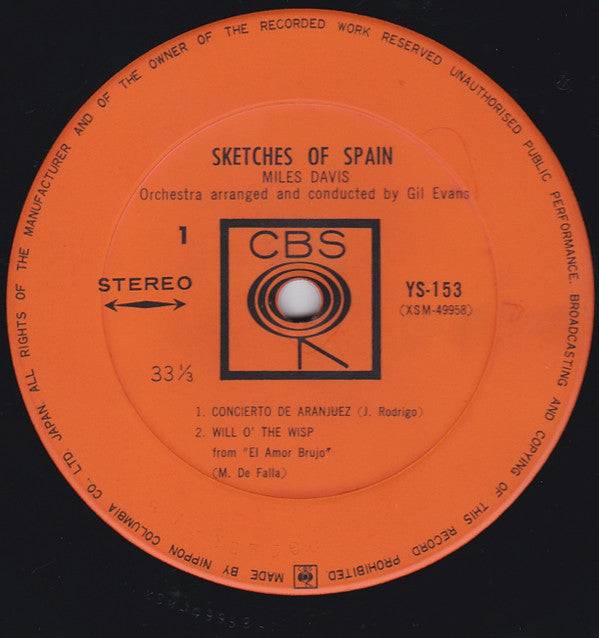 ALL RIGHTS OF THE MANUFACTURER AND OF THE OWNER OF THE RECORDED WORK RESERVED UNAUTHORISED PUBLIC PERFORMANCE. BROADCASTING AND COPYING OF THIS RECORD PROHIBITED.
SKETCHES OF SPAIN
MILES DAVIS
Orchestra arranged and conducted by Gil Evans
1
STEREO
33⅓
CBS
YS-153
(XSM-49958)
1. CONCIERTO DE ARANJUEZ (J. Rodrigo)
2. WILL O' THE WISP
from "El Amor Brujo"
(M. De Falla)
CBS
MADE BY NIPPON COLUMBIA CO. LTD. JAPAN